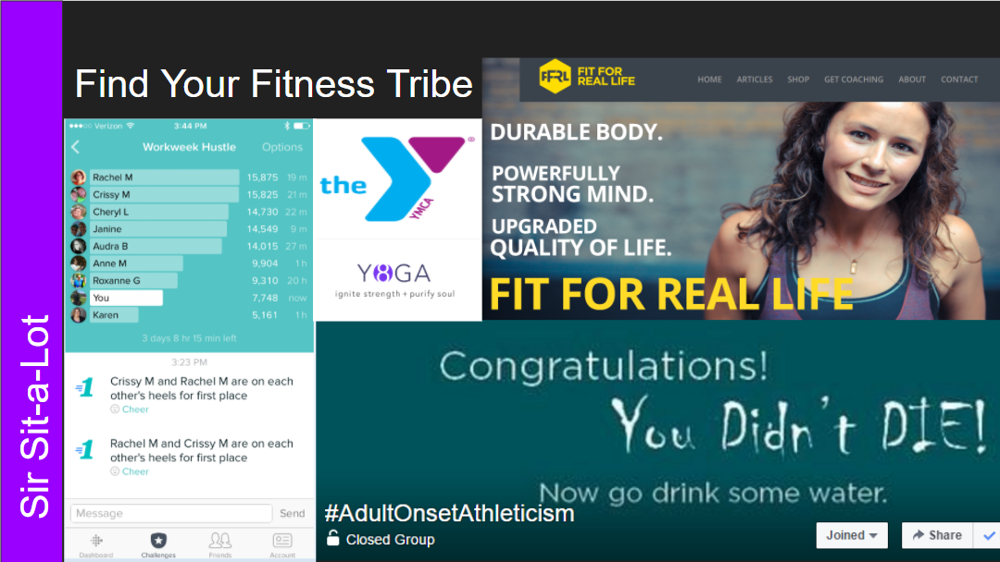 Sir Sit-a-Lot
Find Your Fitness Tribe
Verizon 3:44 PM
Workweek Hustle Options
Rachel M 15,875 19 m
Crissy M 15,825 21 m
Cheryl L 14,730 22 m
Janine 14,549 9 m
Audra B 14,015 27 m
Anne M 9,904 1 h
Roxanne G 9,310 20 h
You 7,748 now
Karen 5,161 1 h
3 days 8 hr 15 min left
3:23 PM
1
Crissy M and Rachel M are on each
other's heels for first place
Cheer
1
Rachel M and Crissy M are on each
other's heels for first place
Cheer
Message Send
Dashboard Challenges Friends Account
the
YMCA
®
Y8GA
ignite strength + purify soul
FFRL
FIT FOR
REAL LIFE
HOME ARTICLES SHOP GET COACHING ABOUT CONTACT
DURABLE BODY.
POWERFULLY
STRONG MIND.
UPGRADED
QUALITY OF LIFE.
FIT FOR REAL LIFE
Congratulations!
You Didn't DIE!
Now go drink some water.
#AdultOnsetAthleticism
Closed Group
Joined Share